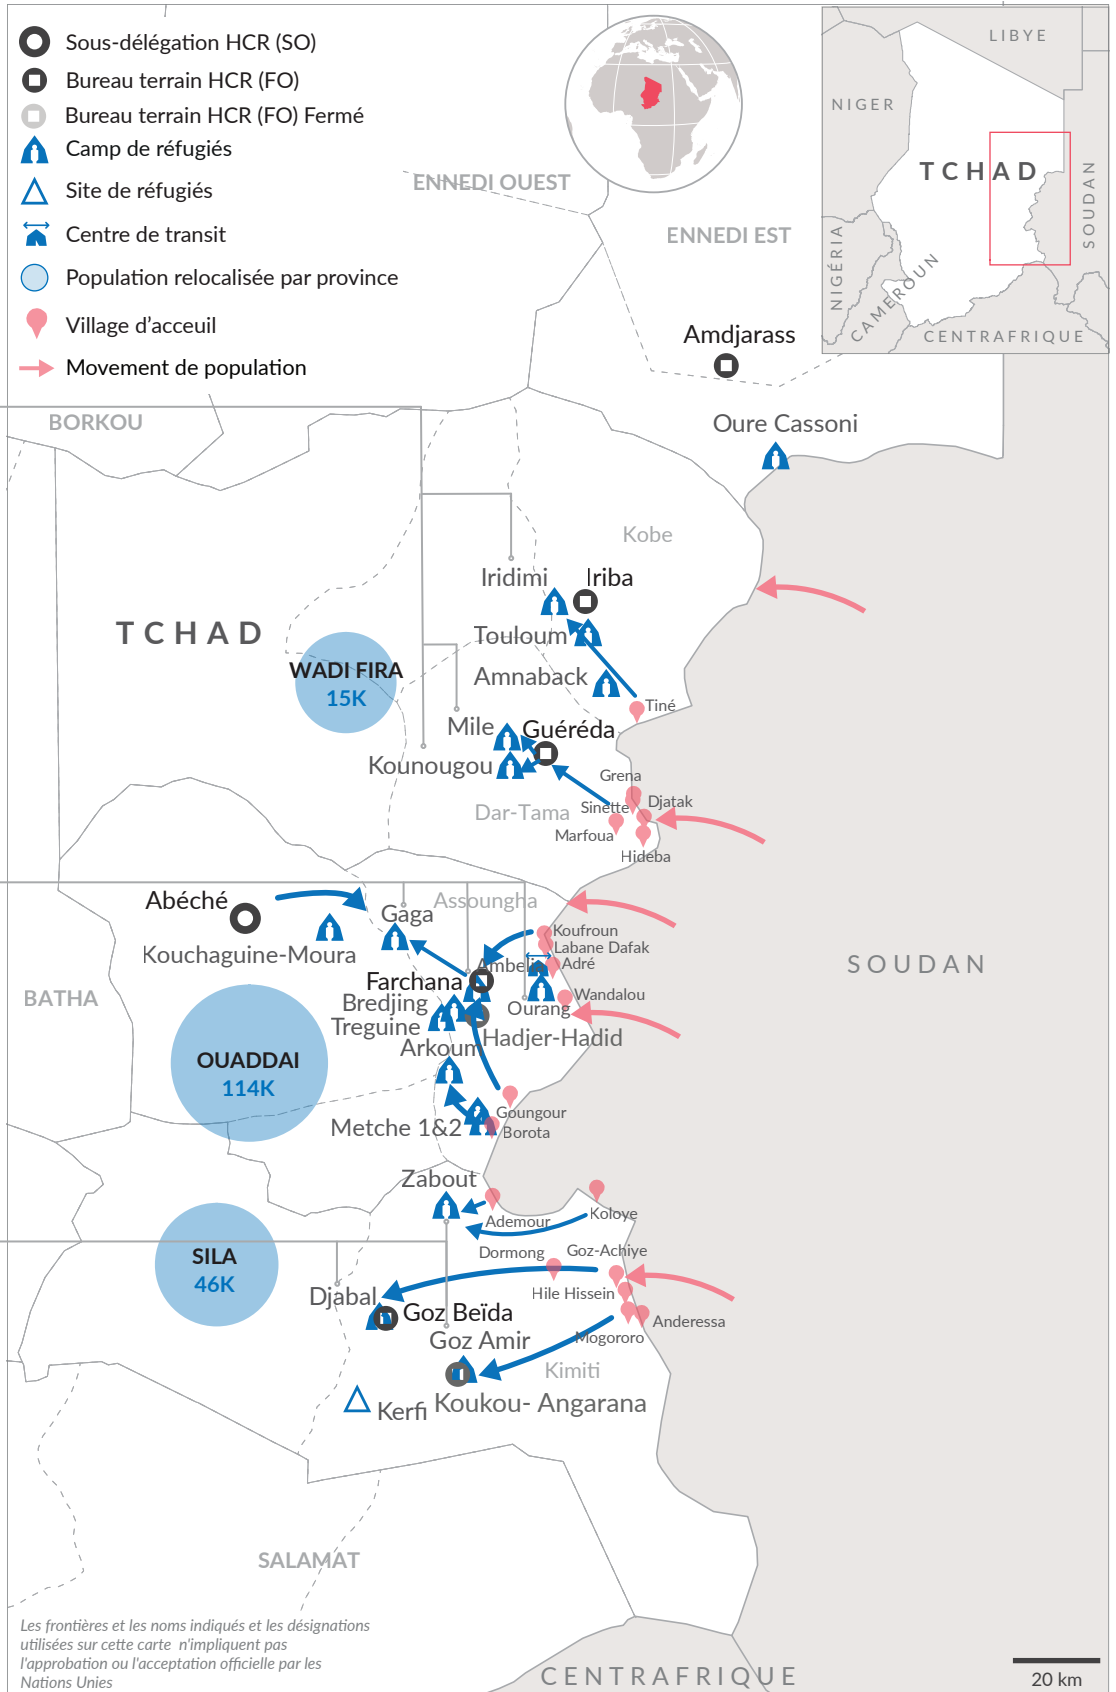 Sous-délégation HCR (SO)
Bureau terrain HCR (FO)
Bureau terrain HCR (FO) Fermé
Camp de réfugiés
Site de réfugiés
Centre de transit
Population relocalisée par province
Village d'acceuil
Movement de population
LIBYE
NIGER
TCHAD
SOUDAN
NIGÉRIA
CAMEROUN
CENTRAFRIQUE
ENNEDI OUEST
ENNEDI EST
Amdjarass
BORKOU
Oure Cassoni
Kobe
Iridimi
Iriba
TCHAD
Touloum
WADI FIRA
15K
Amnaback
Tiné
Mile
Guéréda
Kounougou
Grena
Sinette
Djatak
Dar-Tama
Marfoua
Hideba
Abéché
Assoungha
Gaga
Koufroun
Labane Dafak
Kouchaguine-Moura
Ambelia
Adré
SOUDAN
Farchana
BATHA
Wandalou
Bredjing
Ourang
Treguine
Hadjer-Hadid
Arkoum
OUADDAI
114K
Goungour
Metche 1&2
Borota
Zabout
Ademour
Koloye
Dormong
Goz-Achiye
SILA
46K
Djabal
Hile Hissein
Goz Beïda
Anderessa
Goz Amir
Mogororo
Kimiti
Kerfi
Koukou- Angarana
SALAMAT
Les frontières et les noms indiqués et les désignations
utilisées sur cette carte n'impliquent pas
l'approbation ou l'acceptation officielle par les
Nations Unies
CENTRAFRIQUE
20 km